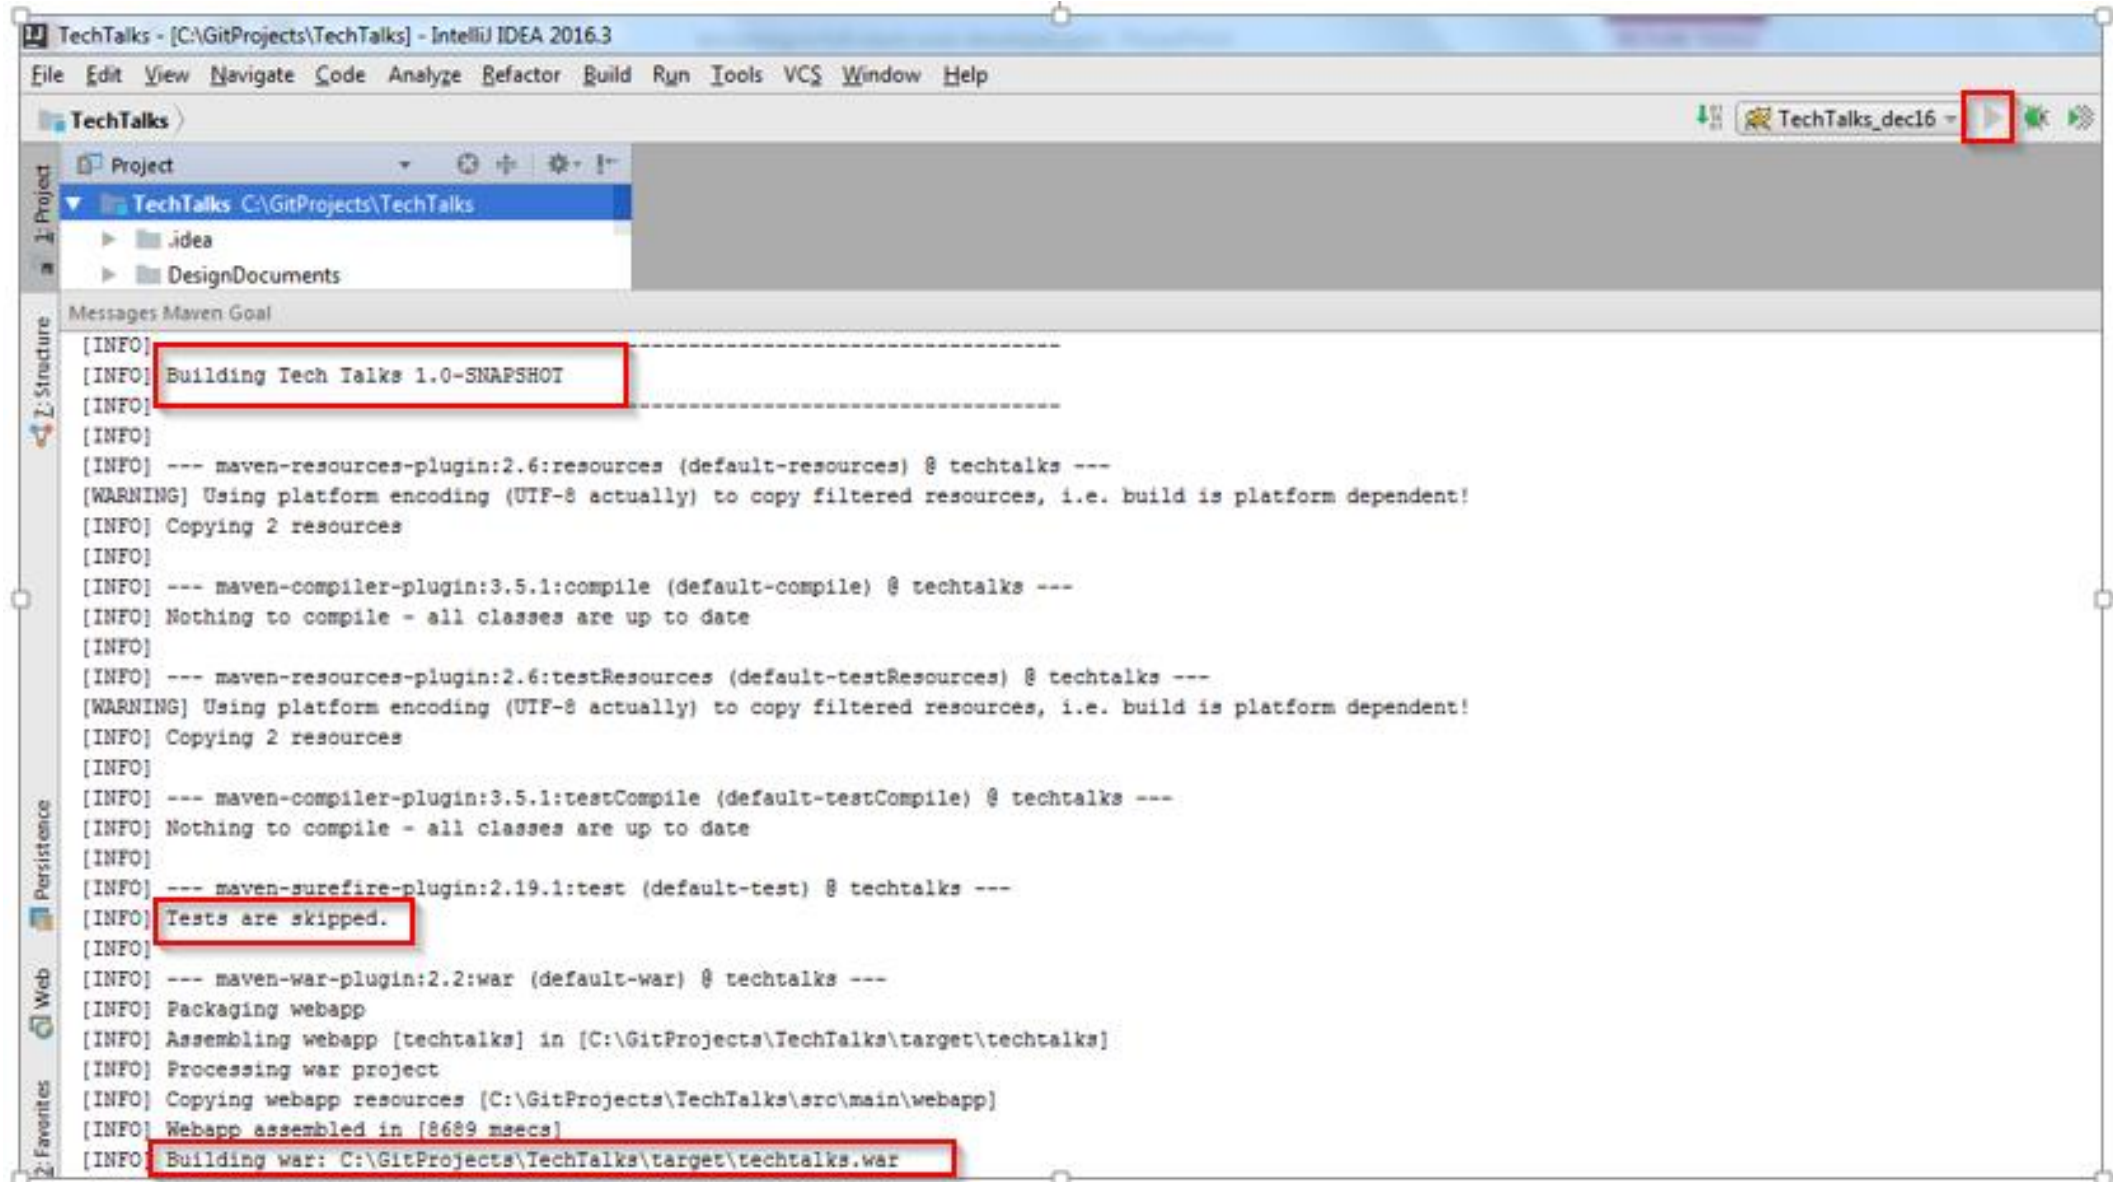 TechTalks - [C:\GitProjects\TechTalks] - IntelliJ IDEA 2016.3
File Edit View Navigate Code Analyze Refactor Build Run Tools VCS Window Help
TechTalks
TechTalks_dec16
Project
1: Project
TechTalks C:\GitProjects\TechTalks
.idea
DesignDocuments
Messages Maven Goal
7: Structure
[INFO] ------------------------------------------------------------------------
[INFO] Building Tech Talks 1.0-SNAPSHOT
[INFO] ------------------------------------------------------------------------
[INFO]
[INFO] --- maven-resources-plugin:2.6:resources (default-resources) @ techtalks ---
[WARNING] Using platform encoding (UTF-8 actually) to copy filtered resources, i.e. build is platform dependent!
[INFO] Copying 2 resources
[INFO]
[INFO] --- maven-compiler-plugin:3.5.1:compile (default-compile) @ techtalks ---
[INFO] Nothing to compile - all classes are up to date
[INFO]
[INFO] --- maven-resources-plugin:2.6:testResources (default-testResources) @ techtalks ---
[WARNING] Using platform encoding (UTF-8 actually) to copy filtered resources, i.e. build is platform dependent!
[INFO] Copying 2 resources
[INFO]
[INFO] --- maven-compiler-plugin:3.5.1:testCompile (default-testCompile) @ techtalks ---
[INFO] Nothing to compile - all classes are up to date
[INFO]
[INFO] --- maven-surefire-plugin:2.19.1:test (default-test) @ techtalks ---
[INFO] Tests are skipped.
[INFO]
[INFO] --- maven-war-plugin:2.2:war (default-war) @ techtalks ---
[INFO] Packaging webapp
[INFO] Assembling webapp [techtalks] in [C:\GitProjects\TechTalks\target\techtalks]
[INFO] Processing war project
[INFO] Copying webapp resources [C:\GitProjects\TechTalks\src\main\webapp]
[INFO] Webapp assembled in [8689 msecs]
[INFO] Building war: C:\GitProjects\TechTalks\target\techtalks.war
Persistence
Web
2: Favorites